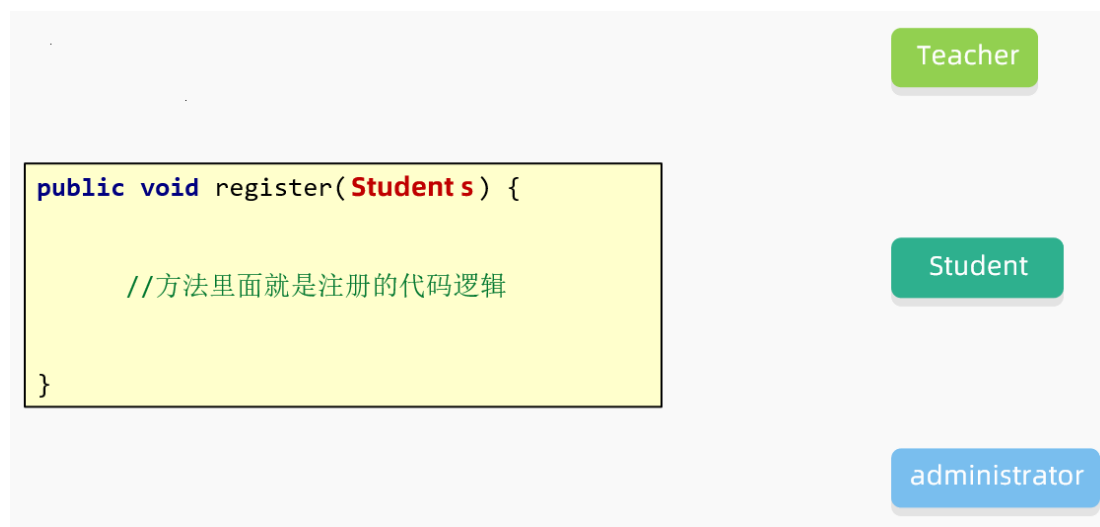 Teacher
public void register(Student s) {
Student
//方法里面就是注册的代码逻辑
}
administrator